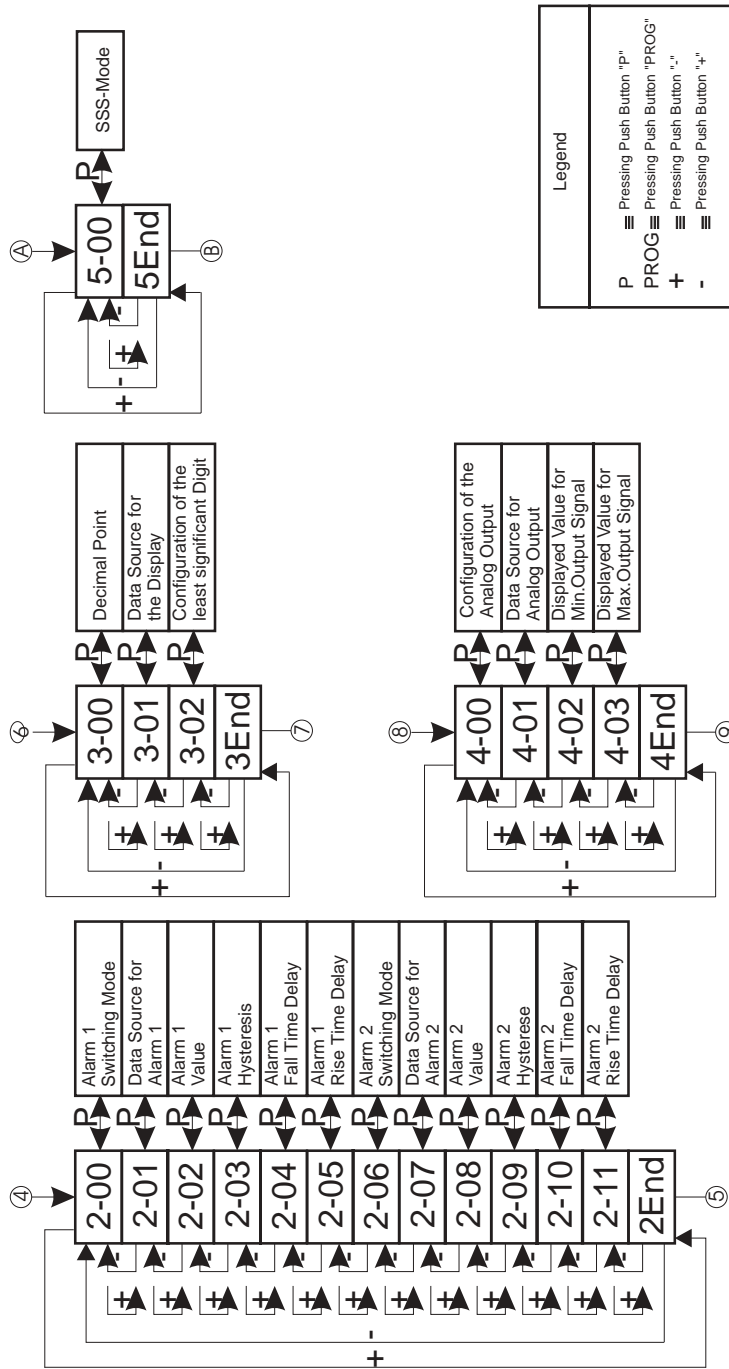 ④
2-00
P
Alarm 1
Switching Mode
2-01
P
Data Source for
Alarm 1
2-02
P
Alarm 1
Value
2-03
P
Alarm 1
Hysteresis
2-04
P
Alarm 1
Fall Time Delay
2-05
P
Alarm 1
Rise Time Delay
2-06
P
Alarm 2
Switching Mode
2-07
P
Data Source for
Alarm 2
2-08
P
Alarm 2
Value
2-09
P
Alarm 2
Hysterese
2-10
P
Alarm 2
Fall Time Delay
2-11
P
Alarm 2
Rise Time Delay
2End
⑤
+ -
+ -
+ -
+ -
+ -
+ -
+ -
+ -
+ -
+ -
+ -
+ -
+ -
⑥
3-00
P
Decimal Point
3-01
P
Data Source for
the Display
3-02
P
Configuration of the
least significant Digit
3End
⑦
+ -
+ -
+ -
+ -
⑧
4-00
P
Configuration of the
Analog Output
4-01
P
Data Source for
Analog Output
4-02
P
Displayed Value for
Min.Output Signal
4-03
P
Displayed Value for
Max.Output Signal
4End
⑨
+ -
+ -
+ -
+ -
+ -
Ⓐ
5-00
P
SSS-Mode
5End
Ⓑ
+ -
+ -
Legend
P ≡ Pressing Push Button "P"
PROG ≡ Pressing Push Button "PROG"
+ ≡ Pressing Push Button "-"
- ≡ Pressing Push Button "+"